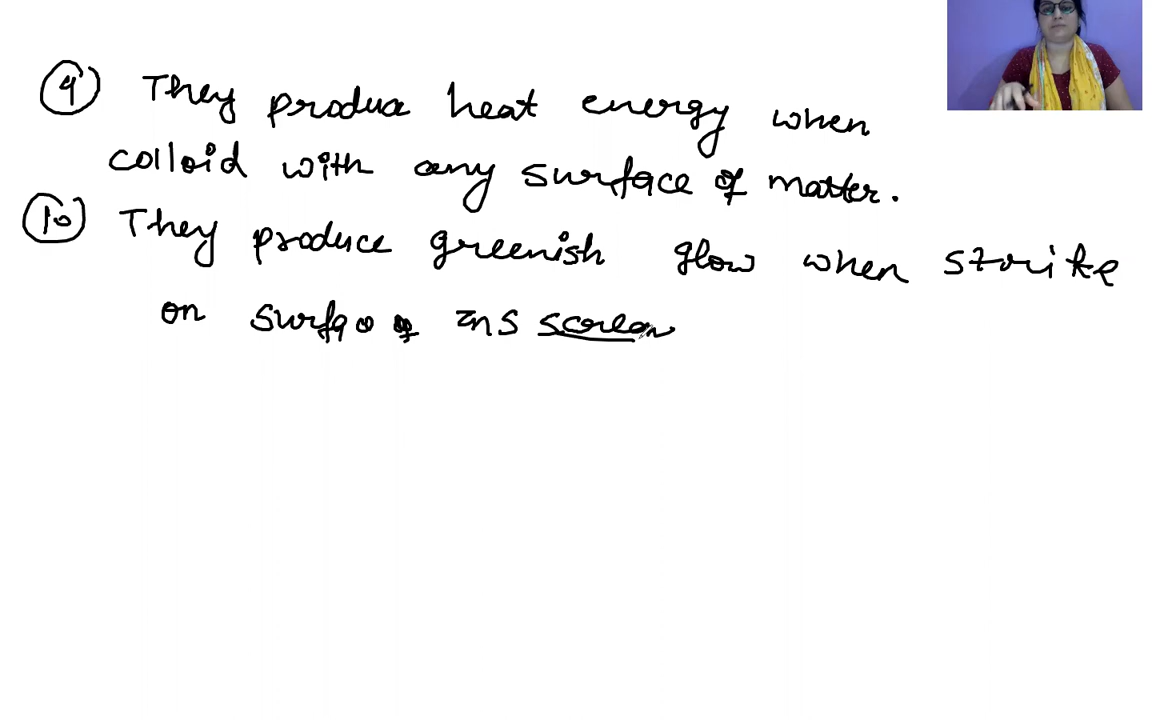 (9) They produce heat energy when
colloid with any surface of matter.
(10) They produce greenish glow when strike
on surface of ZnS screen